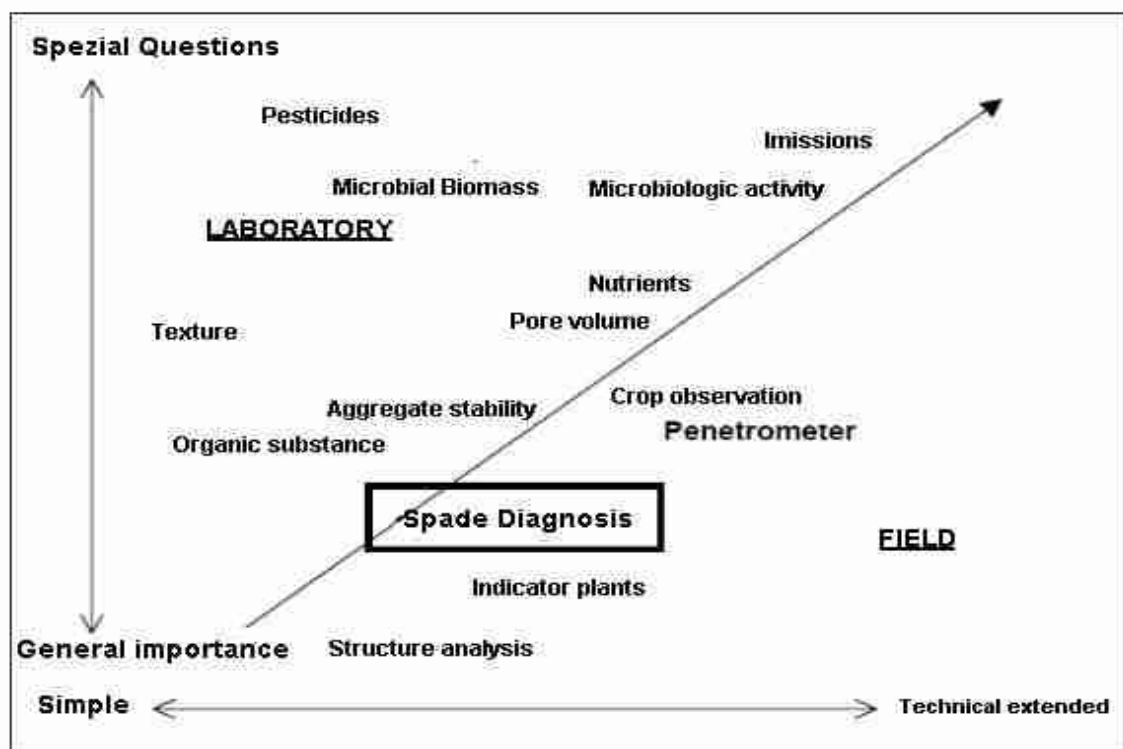 Spezial Questions
Pesticides
Imissions
Microbial Biomass
Microbiologic activity
LABORATORY
Nutrients
Pore volume
Texture
Crop observation
Aggregate stability
Penetrometer
Organic substance
Spade Diagnosis
FIELD
Indicator plants
General importance
Structure analysis
Simple
Technical extended